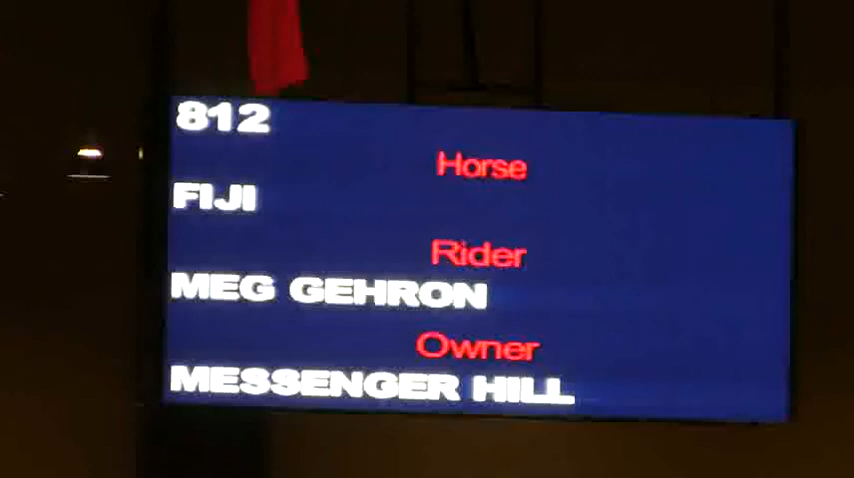 812
Horse
FIJI
Rider
MEG GEHRON
Owner
MESSENGER HILL